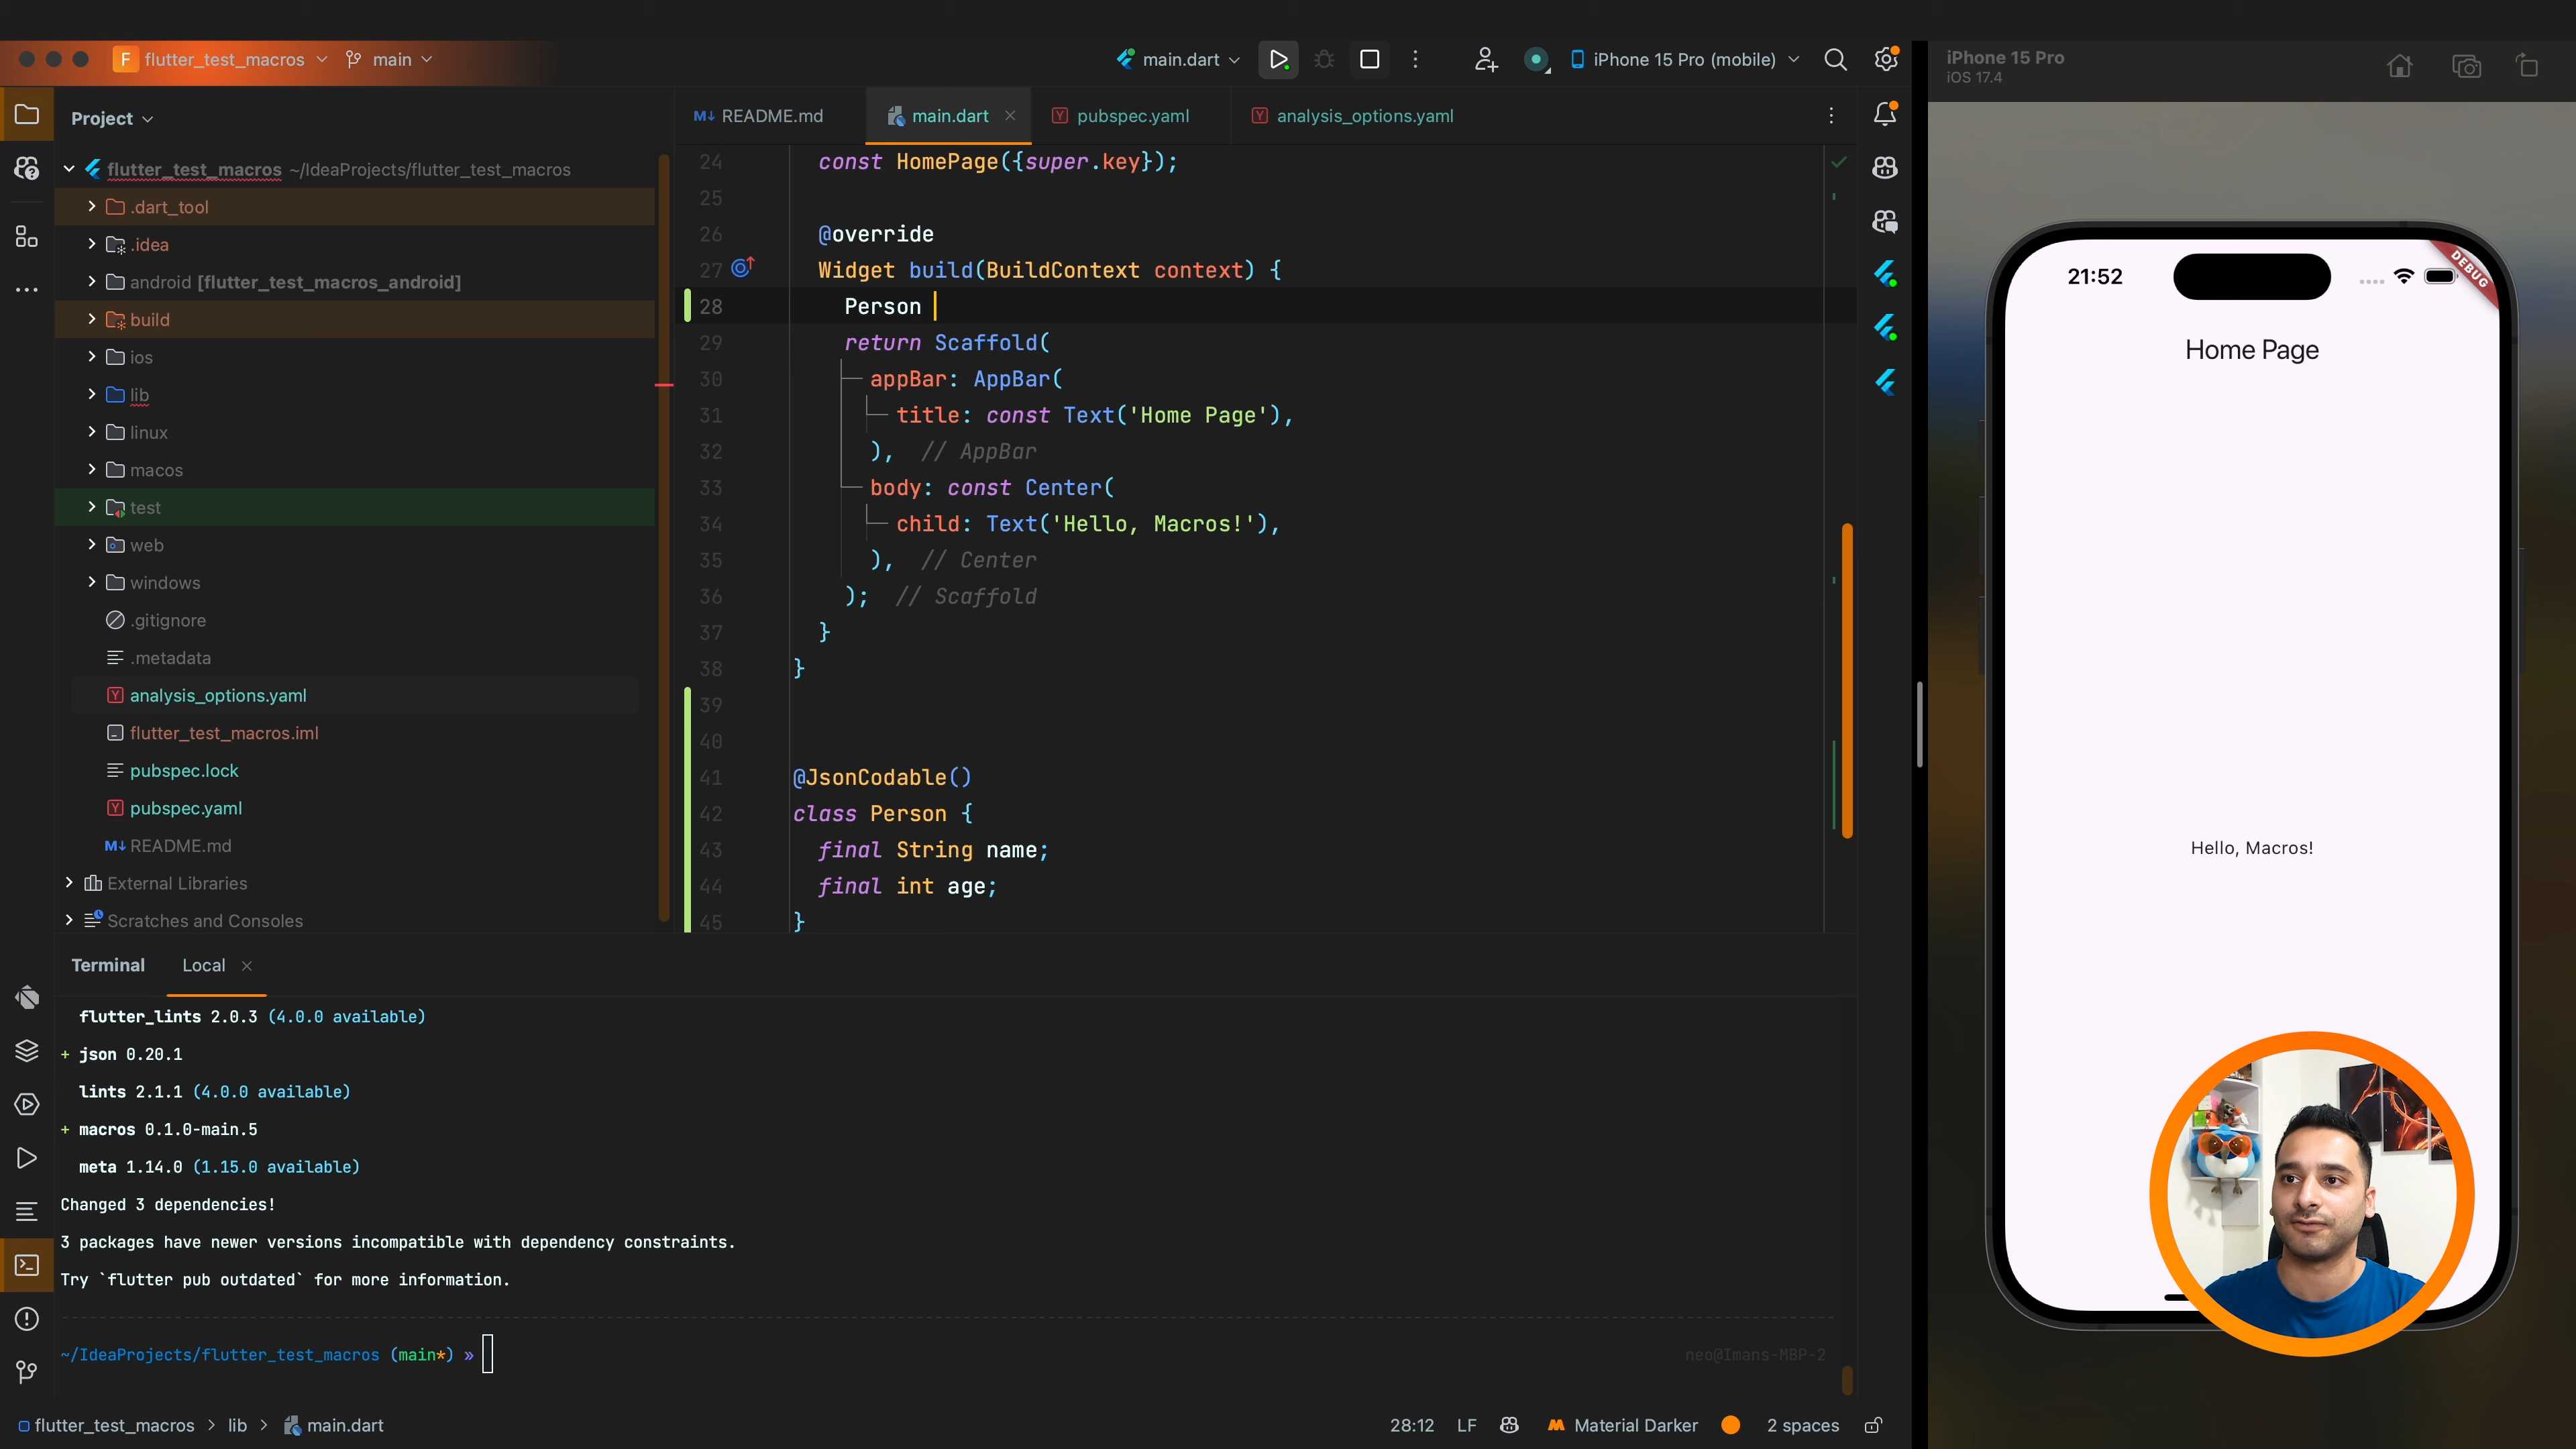 F flutter_test_macros main
main.dart
iPhone 15 Pro (mobile)
iPhone 15 Pro
iOS 17.4
Project
README.md
main.dart
pubspec.yaml
analysis_options.yaml
flutter_test_macros ~/IdeaProjects/flutter_test_macros
.dart_tool
.idea
android [flutter_test_macros_android]
build
ios
lib
linux
macos
test
web
windows
.gitignore
.metadata
analysis_options.yaml
flutter_test_macros.iml
pubspec.lock
pubspec.yaml
M↓ README.md
External Libraries
Scratches and Consoles
24 const HomePage({super.key});
25
26 @override
27 Widget build(BuildContext context) {
28 Person
29 return Scaffold(
30 appBar: AppBar(
31 title: const Text('Home Page'),
32 ), // AppBar
33 body: const Center(
34 child: Text('Hello, Macros!'),
35 ), // Center
36 ); // Scaffold
37 }
38 }
39
40
41 @JsonCodable()
42 class Person {
43 final String name;
44 final int age;
45 }
Terminal Local
flutter_lints 2.0.3 (4.0.0 available)
+ json 0.20.1
lints 2.1.1 (4.0.0 available)
+ macros 0.1.0-main.5
meta 1.14.0 (1.15.0 available)
Changed 3 dependencies!
3 packages have newer versions incompatible with dependency constraints.
Try `flutter pub outdated` for more information.
~/IdeaProjects/flutter_test_macros (main*) »
neo@Imans-MBP-2
flutter_test_macros > lib > main.dart
28:12 LF Material Darker 2 spaces
21:52
DEBUG
Home Page
Hello, Macros!